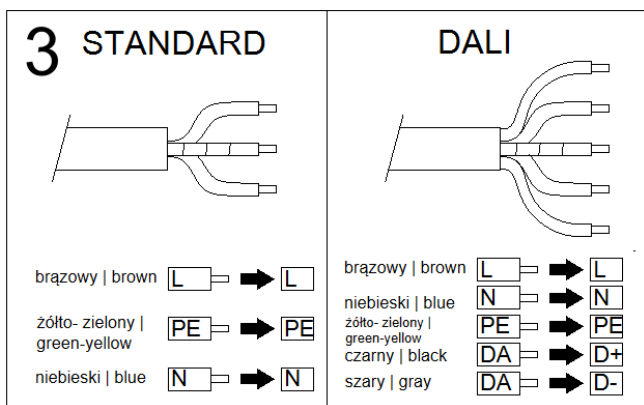 3 STANDARD
brązowy | brown L L
żółto- zielony |
green-yellow PE PE
niebieski | blue N N
DALI
brązowy | brown L L
niebieski | blue N N
żółto- zielony |
green-yellow PE PE
czarny | black DA D+
szary | gray DA D-